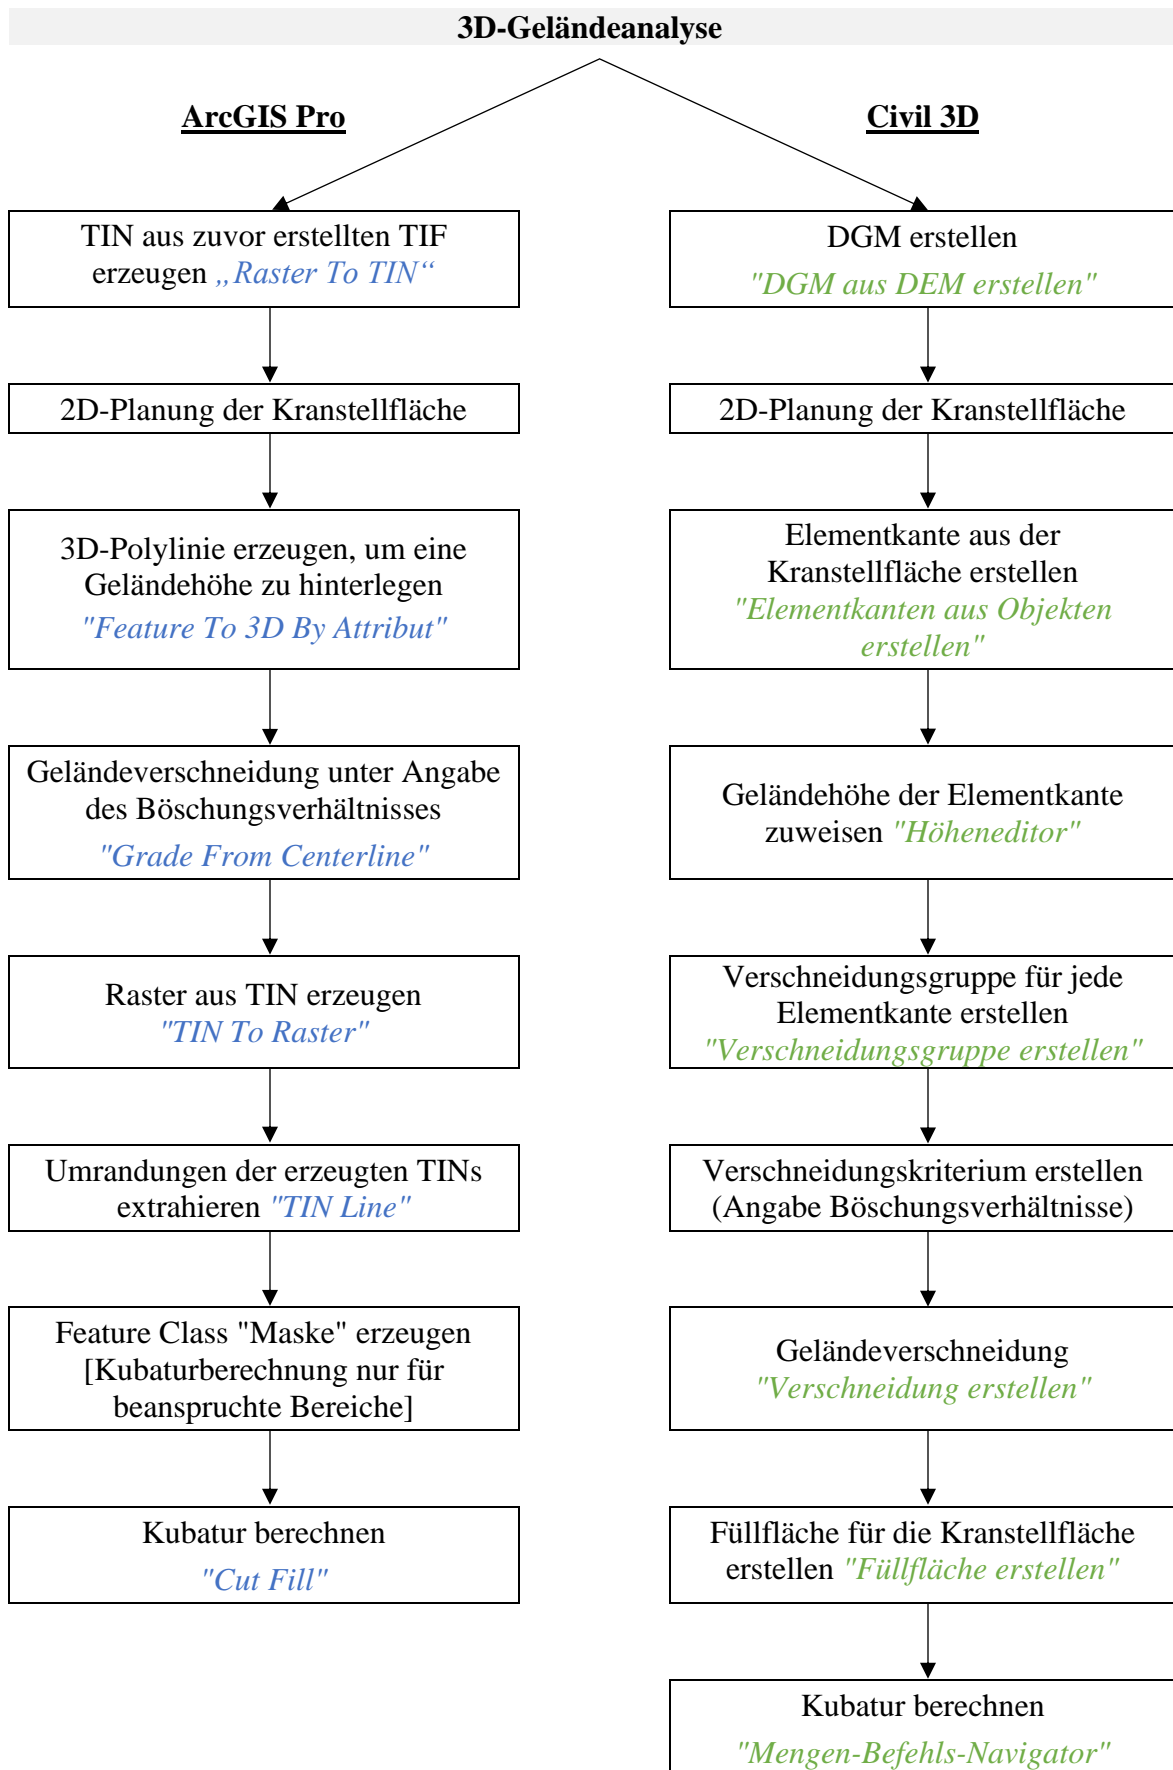 3D-Geländeanalyse
ArcGIS Pro
TIN aus zuvor erstellten TIF
erzeugen „Raster To TIN“
2D-Planung der Kranstellfläche
3D-Polylinie erzeugen, um eine
Geländehöhe zu hinterlegen
"Feature To 3D By Attribut"
Geländeverschneidung unter Angabe
des Böschungsverhältnisses
"Grade From Centerline"
Raster aus TIN erzeugen
"TIN To Raster"
Umrandungen der erzeugten TINs
extrahieren "TIN Line"
Feature Class "Maske" erzeugen
[Kubaturberechnung nur für
beanspruchte Bereiche]
Kubatur berechnen
"Cut Fill"
Civil 3D
DGM erstellen
"DGM aus DEM erstellen"
2D-Planung der Kranstellfläche
Elementkante aus der
Kranstellfläche erstellen
"Elementkanten aus Objekten
erstellen"
Geländehöhe der Elementkante
zuweisen "Höheneditor"
Verschneidungsgruppe für jede
Elementkante erstellen
"Verschneidungsgruppe erstellen"
Verschneidungskriterium erstellen
(Angabe Böschungsverhältnisse)
Geländeverschneidung
"Verschneidung erstellen"
Füllfläche für die Kranstellfläche
erstellen "Füllfläche erstellen"
Kubatur berechnen
"Mengen-Befehls-Navigator"